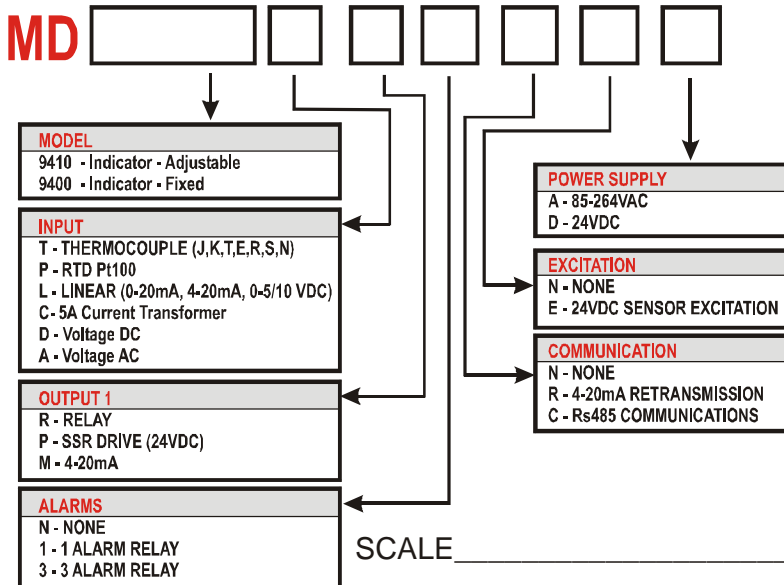 MD
MODEL
9410 - Indicator - Adjustable
9400 - Indicator - Fixed
INPUT
T - THERMOCOUPLE (J,K,T,E,R,S,N)
P - RTD Pt100
L - LINEAR (0-20mA, 4-20mA, 0-5/10 VDC)
C- 5A Current Transformer
D - Voltage DC
A - Voltage AC
OUTPUT 1
R - RELAY
P - SSR DRIVE (24VDC)
M - 4-20mA
ALARMS
N - NONE
1 - 1 ALARM RELAY
3 - 3 ALARM RELAY
POWER SUPPLY
A - 85-264VAC
D - 24VDC
EXCITATION
N - NONE
E - 24VDC SENSOR EXCITATION
COMMUNICATION
N - NONE
R - 4-20mA RETRANSMISSION
C - Rs485 COMMUNICATIONS
SCALE____________________